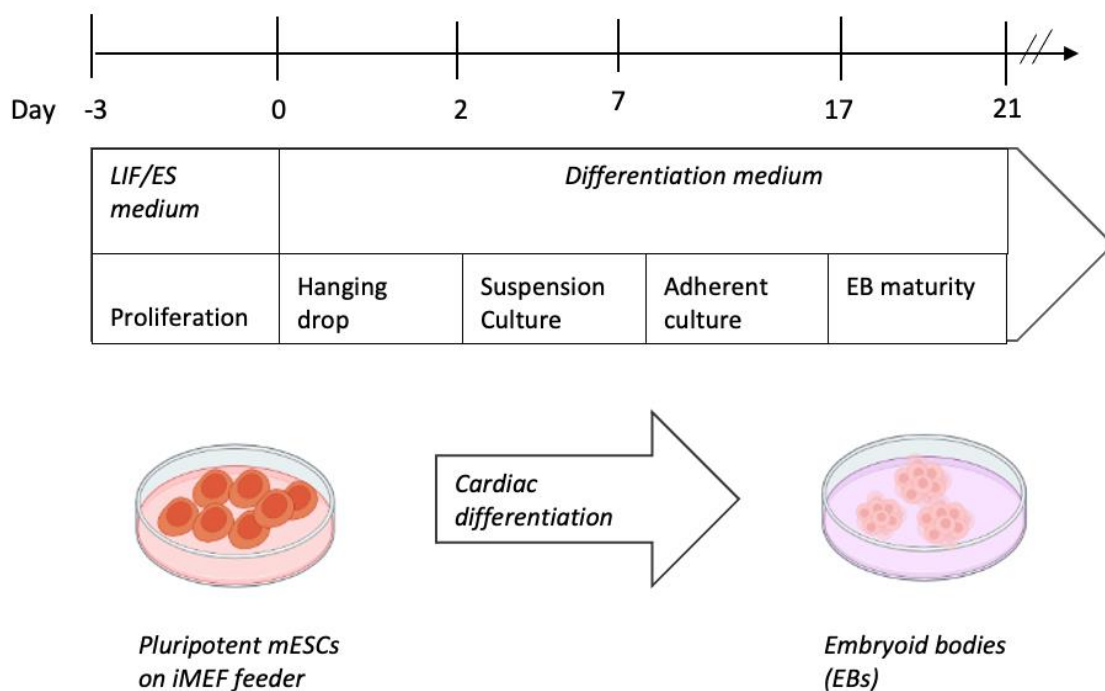 Day -3 0 2 7 17 21
LIF/ES
medium
Differentiation medium
Proliferation
Hanging
drop
Suspension
Culture
Adherent
culture
EB maturity
Cardiac
differentiation
Pluripotent mESCs
on iMEF feeder
Embryoid bodies
(EBs)